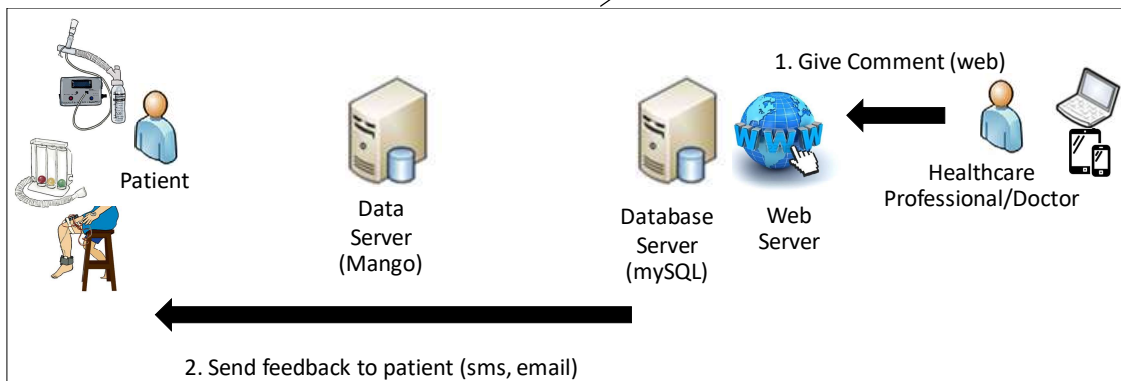 1. Give Comment (web)
WWW
Patient
Healthcare
Professional/Doctor
Data
Server
(Mango)
Database
Server
(mySQL)
Web
Server
2. Send feedback to patient (sms, email)